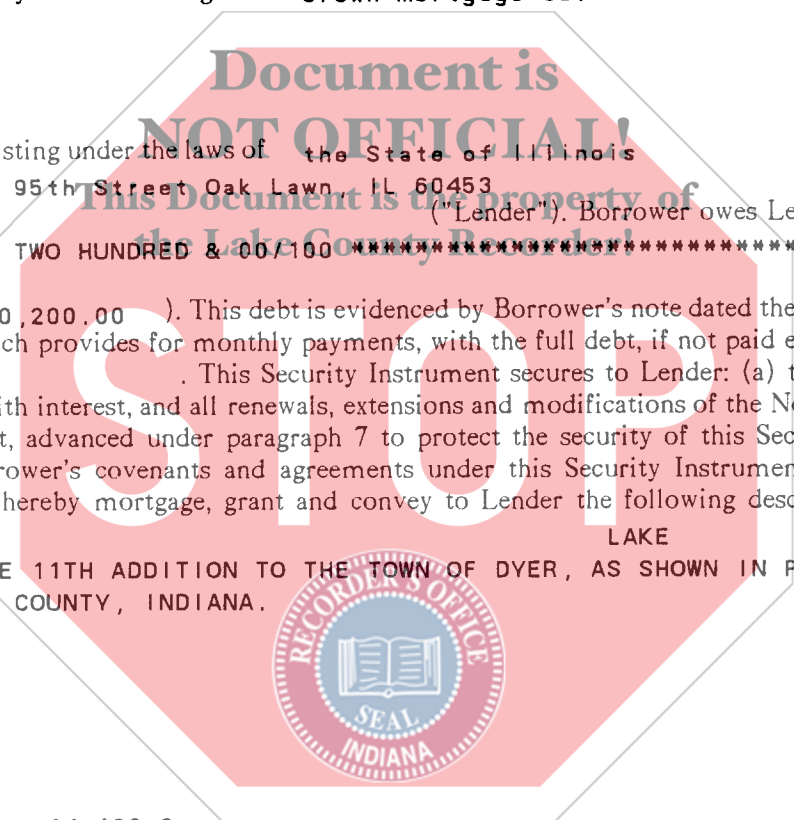 Document is
NOT OFFICIAL!
sting under the laws of the State of Illinois
95th Street Oak Lawn, IL 60453
This Document is the property of
("Lender"). Borrower owes Le
TWO HUNDRED & 00/100 ****************************
the Lake County Recorder!
0,200.00 ). This debt is evidenced by Borrower's note dated the
ch provides for monthly payments, with the full debt, if not paid e
. This Security Instrument secures to Lender: (a) t
ith interest, and all renewals, extensions and modifications of the No
t, advanced under paragraph 7 to protect the security of this Sec
rower's covenants and agreements under this Security Instrumen
hereby mortgage, grant and convey to Lender the following desc
STOP
LAKE
E 11TH ADDITION TO THE TOWN OF DYER, AS SHOWN IN P
COUNTY, INDIANA.
RECORDER'S OFFICE
SEAL
INDIANA